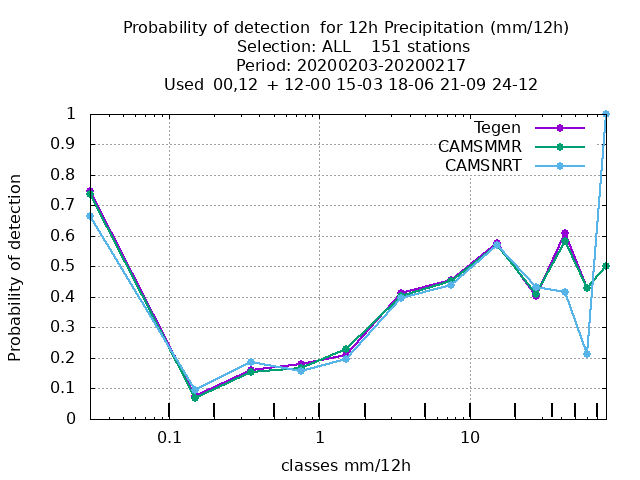 Probability of detection  for 12h Precipitation (mm/12h)
Selection: ALL    151 stations
Period: 20200203-20200217
Used  00,12  + 12-00 15-03 18-06 21-09 24-12
Tegen
CAMSMMR
CAMSNRT
Probability of detection
1
0.9
0.8
0.7
0.6
0.5
0.4
0.3
0.2
0.1
0
0.1
1
10
classes mm/12h